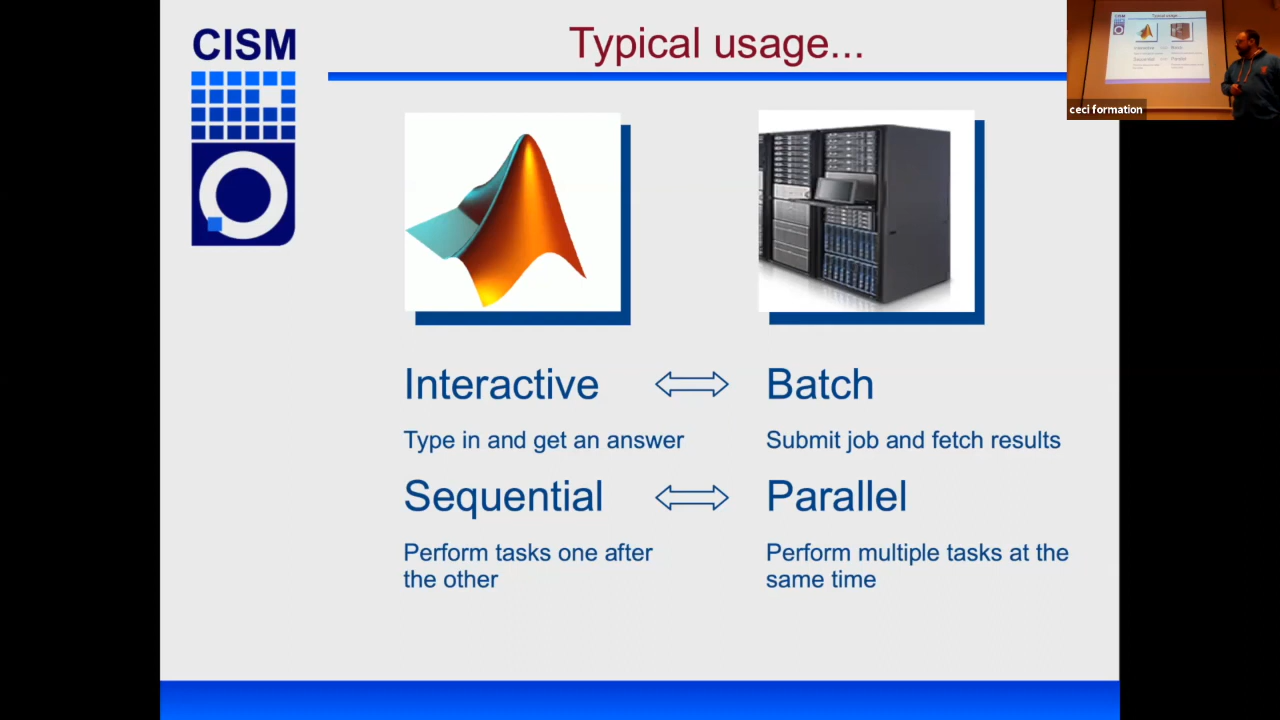 CISM
Typical usage...
ceci formation
Interactive
Batch
Type in and get an answer
Submit job and fetch results
Sequential
Parallel
Perform tasks one after
the other
Perform multiple tasks at the
same time